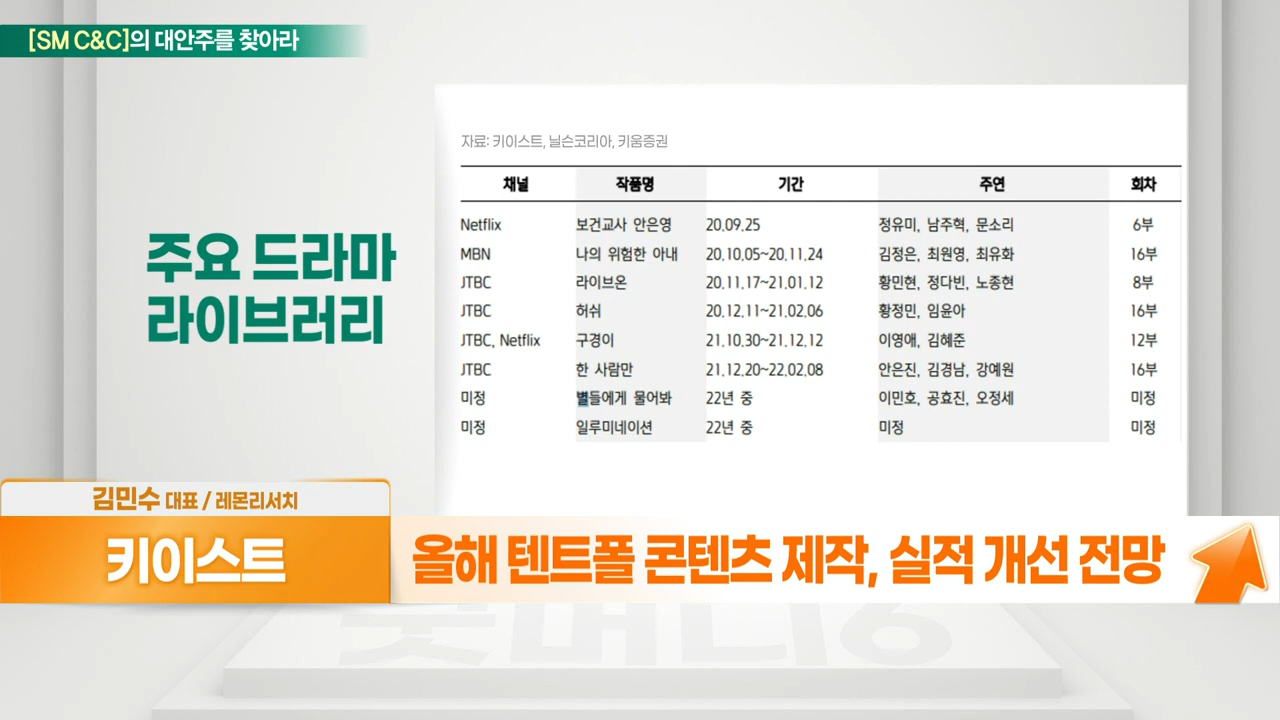 [SM C&C]의 대안주를 찾아라
자료: 키이스트, 닐슨코리아, 키움증권
주요 드라마
라이브러리
채널 작품명 기간 주연 회차
Netflix 보건교사 안은영 20.09.25 정유미, 남주혁, 문소리 6부
MBN 나의 위험한 아내 20.10.05~20.11.24 김정은, 최원영, 최유화 16부
JTBC 라이브온 20.11.17~21.01.12 황민현, 정다빈, 노종현 8부
JTBC 허쉬 20.12.11~21.02.06 황정민, 임윤아 16부
JTBC, Netflix 구경이 21.10.30~21.12.12 이영애, 김혜준 12부
JTBC 한 사람만 21.12.20~22.02.08 안은진, 김경남, 강예원 16부
미정 별들에게 물어봐 22년 중 이민호, 공효진, 오정세 미정
미정 일루미네이션 22년 중 미정 미정
김민수 대표 / 레몬리서치
키이스트
올해 텐트폴 콘텐츠 제작, 실적 개선 전망